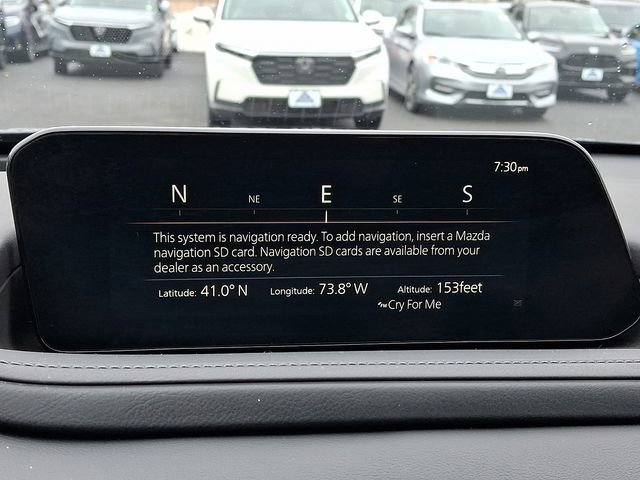 7:30pm
N NE E SE S
This system is navigation ready. To add navigation, insert a Mazda
navigation SD card. Navigation SD cards are available from your
dealer as an accessory.
Latitude: 41.0° N Longitude: 73.8° W Altitude: 153feet
Cry For Me